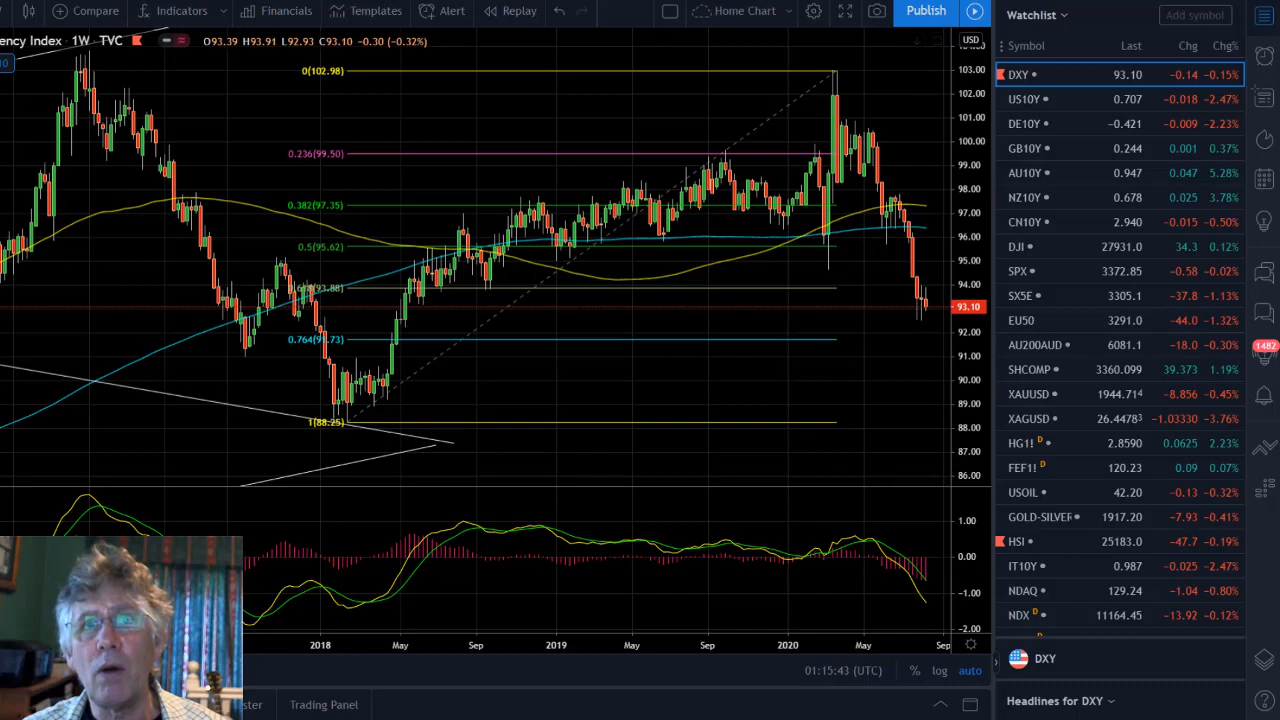 Compare
Indicators
Financials
Templates
Alert
Replay
Home Chart
Publish
ency Index · 1W · TVC
O93.39 H93.91 L92.93 C93.10 −0.30 (−0.32%)
10
USD
103.00
102.00
101.00
100.00
99.00
98.00
97.00
96.00
95.00
94.00
93.10
92.00
91.00
90.00
89.00
88.00
87.00
86.00
0(102.98)
0.236(99.50)
0.382(97.35)
0.5(95.62)
0.764(91.73)
1(88.25)
1.00
0.00
−1.00
−2.00
2018
May
Sep
2019
May
Sep
2020
May
Sep
01:15:43 (UTC)
%
log
auto
ster
Trading Panel
Watchlist
Add symbol
Symbol Last Chg Chg%
DXY 93.10 −0.14 −0.15%
US10Y 0.707 −0.018 −2.47%
DE10Y −0.421 −0.009 −2.23%
GB10Y 0.244 0.001 0.37%
AU10Y 0.947 0.047 5.28%
NZ10Y 0.678 0.025 3.78%
CN10Y 2.940 −0.015 −0.50%
DJI 27931.0 34.3 0.12%
SPX 3372.85 −0.58 −0.02%
SX5E 3305.1 −37.8 −1.13%
EU50 3291.0 −44.0 −1.32%
AU200AUD 6081.1 −18.0 −0.30%
SHCOMP 3360.099 39.373 1.19%
XAUUSD 1944.714 −8.856 −0.45%
XAGUSD 26.4478³ −1.03330 −3.76%
HG1! D 2.8590 0.0625 2.23%
FEF1! D 120.23 0.09 0.07%
USOIL 42.20 −0.13 −0.32%
GOLD-SILVER 1917.20 −7.93 −0.41%
HSI 25183.0 −47.7 −0.19%
IT10Y 0.987 −0.025 −2.47%
NDAQ 129.24 −1.04 −0.80%
NDX D 11164.45 −13.92 −0.12%
1482
DXY
Headlines for DXY